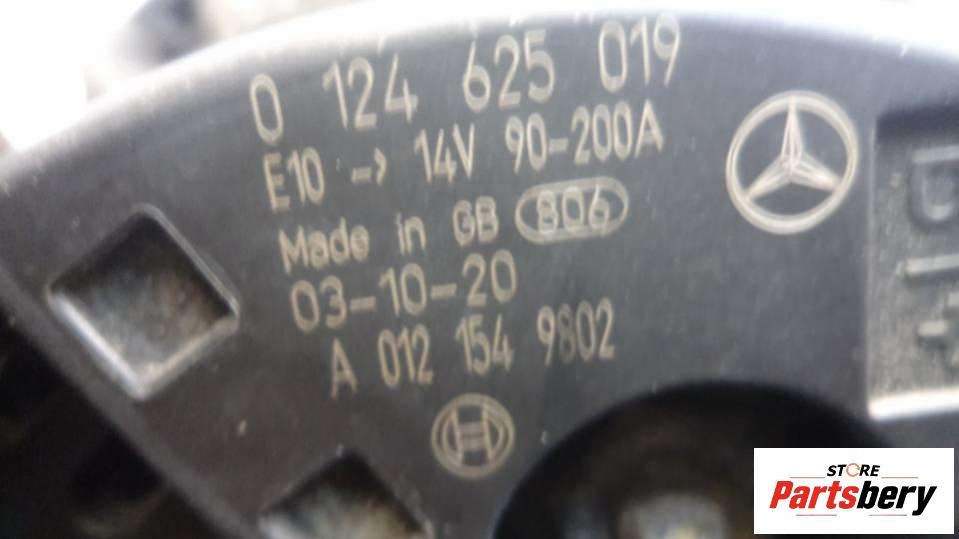 0 124 625 019
E10 -> 14V 90-200A
Made in GB 806
03-10-20
A 012 154 9802
STORE
Partsbery